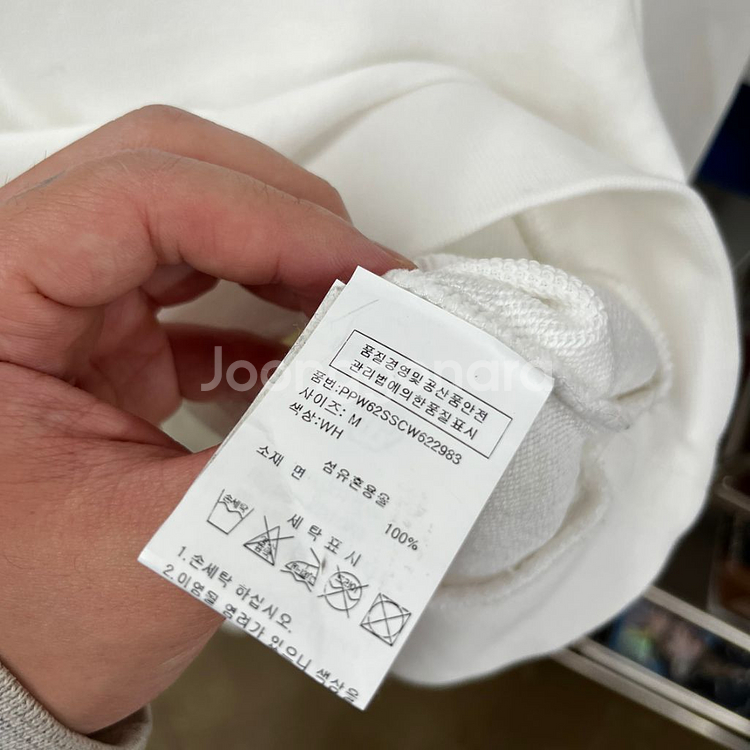 품질경영및공산품안전
관리법에의한품질표시
품번:PPW62SSCW622983
사이즈: M
색상:WH
섬유혼용율
소재 면 100%
세탁표시
손세탁
1.손세탁 하십시오.
2.이염될 염려가 있으니 색상을